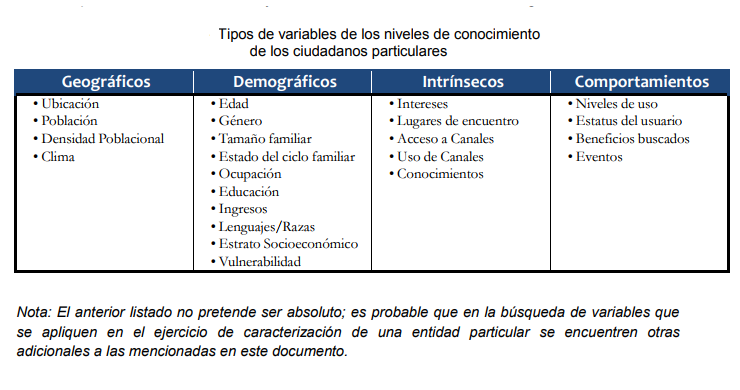 Tipos de variables de los niveles de conocimiento
de los ciudadanos particulares
Geográficos
• Ubicación
• Población
• Densidad Poblacional
• Clima
Demográficos
• Edad
• Género
• Tamaño familiar
• Estado del ciclo familiar
• Ocupación
• Educación
• Ingresos
• Lenguajes/Razas
• Estrato Socioeconómico
• Vulnerabilidad
Intrínsecos
• Intereses
• Lugares de encuentro
• Acceso a Canales
• Uso de Canales
• Conocimientos
Comportamientos
• Niveles de uso
• Estatus del usuario
• Beneficios buscados
• Eventos
Nota: El anterior listado no pretende ser absoluto; es probable que en la búsqueda de variables que
se apliquen en el ejercicio de caracterización de una entidad particular se encuentren otras
adicionales a las mencionadas en este documento.